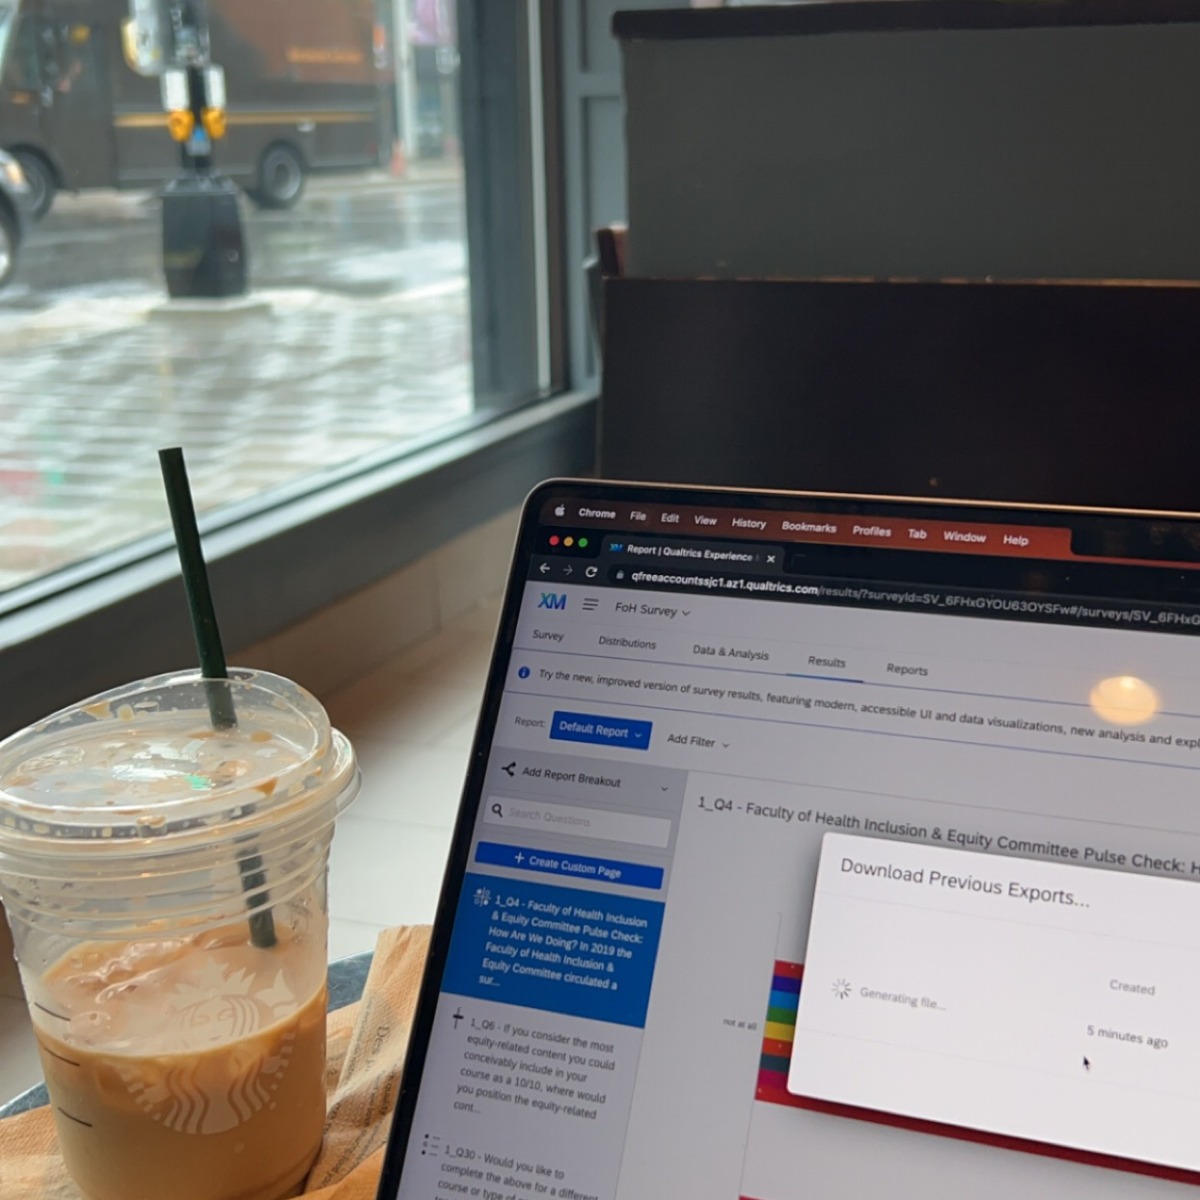 Chrome File Edit View History Bookmarks Profiles Tab Window Help
Report | Qualtrics Experience
qfreeaccountssjc1.az1.qualtrics.com/results/?surveyId=SV_6FHxGYOU63OYSFw#/surveys/SV_6FHxG
XM FoH Survey
Survey Distributions Data & Analysis Results Reports
Try the new, improved version of survey results, featuring modern, accessible UI and data visualizations, new analysis and expl
Report: Default Report Add Filter
Add Report Breakout
Search Questions
+ Create Custom Page
1_Q4 - Faculty of Health Inclusion
& Equity Committee Pulse Check:
How Are We Doing? In 2019 the
Faculty of Health Inclusion &
Equity Committee circulated a
sur...
1_Q6 - If you consider the most
equity-related content you could
conceivably include in your
course as a 10/10, where would
you position the equity-related
cont...
1_Q30 - Would you like to
complete the above for a different
course or type of
1_Q4 - Faculty of Health Inclusion & Equity Committee Pulse Check: H
Download Previous Exports...
Created
Generating file...
5 minutes ago
not at all